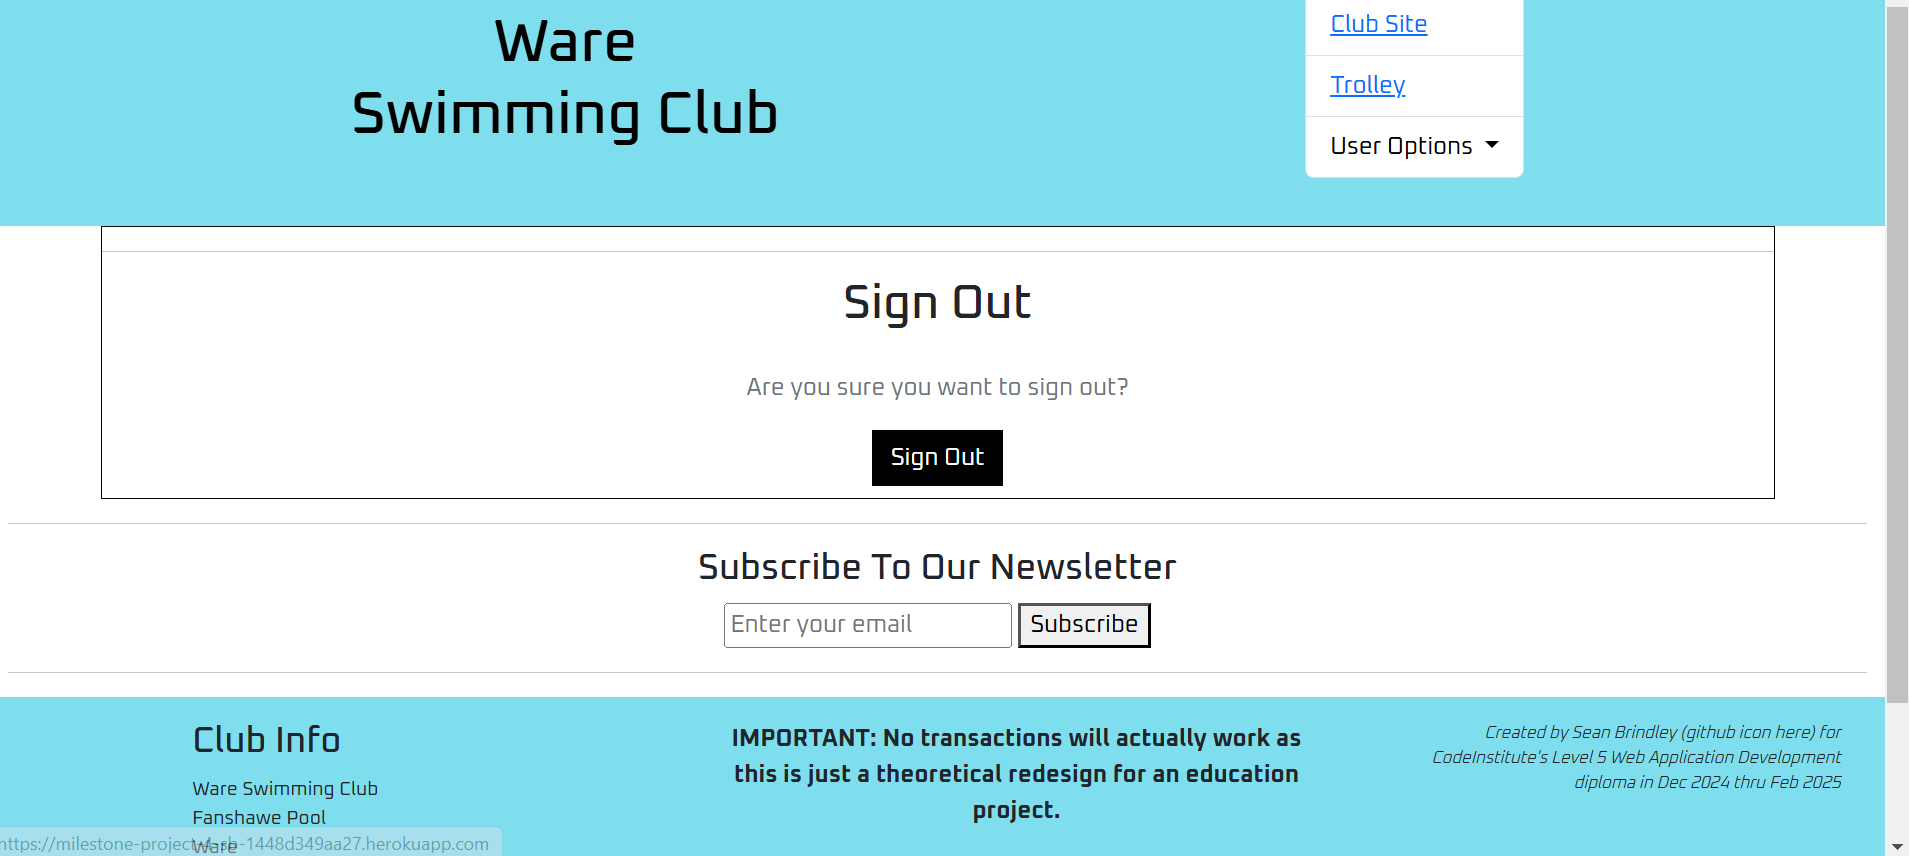 Ware
Swimming Club
Club Site
Trolley
User Options
Sign Out
Are you sure you want to sign out?
Sign Out
Subscribe To Our Newsletter
Enter your email
Subscribe
Club Info
Ware Swimming Club
Fanshawe Pool
Ware
IMPORTANT: No transactions will actually work as
this is just a theoretical redesign for an education
project.
Created by Sean Brindley (github icon here) for
CodeInstitute's Level 5 Web Application Development
diploma in Dec 2024 thru Feb 2025
https://milestone-project-4-sb-1448d349aa27.herokuapp.com